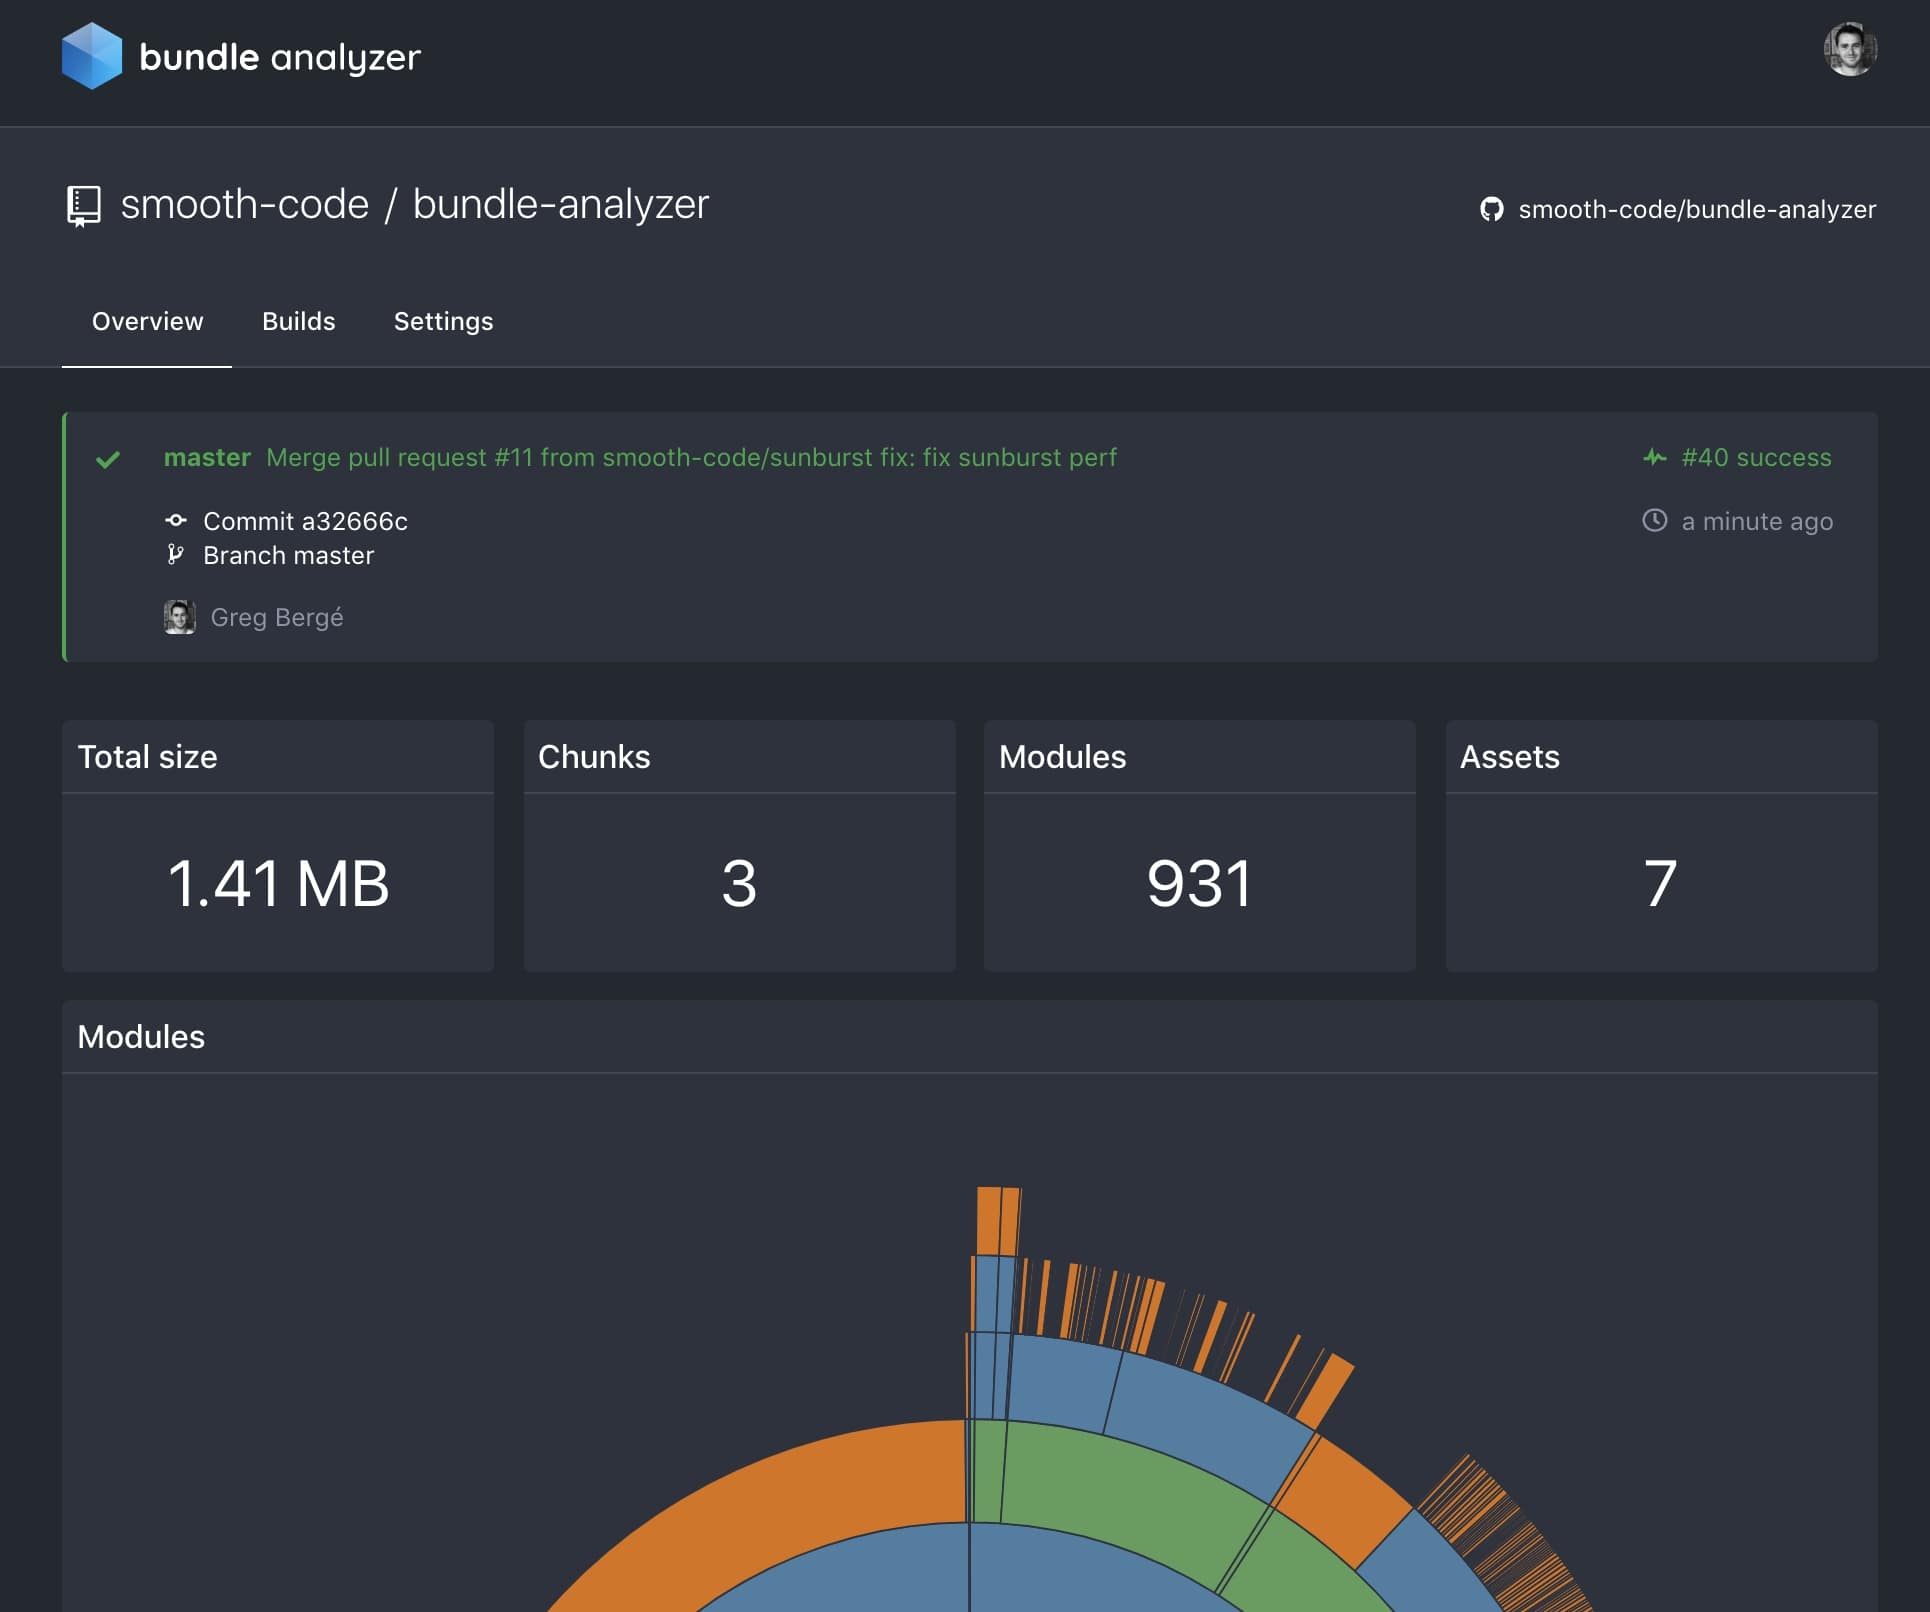 bundle analyzer
smooth-code / bundle-analyzer
smooth-code/bundle-analyzer
Overview Builds Settings
master Merge pull request #11 from smooth-code/sunburst fix: fix sunburst perf
#40 success
Commit a32666c
a minute ago
Branch master
Greg Bergé
Total size Chunks Modules Assets
1.41 MB 3 931 7
Modules